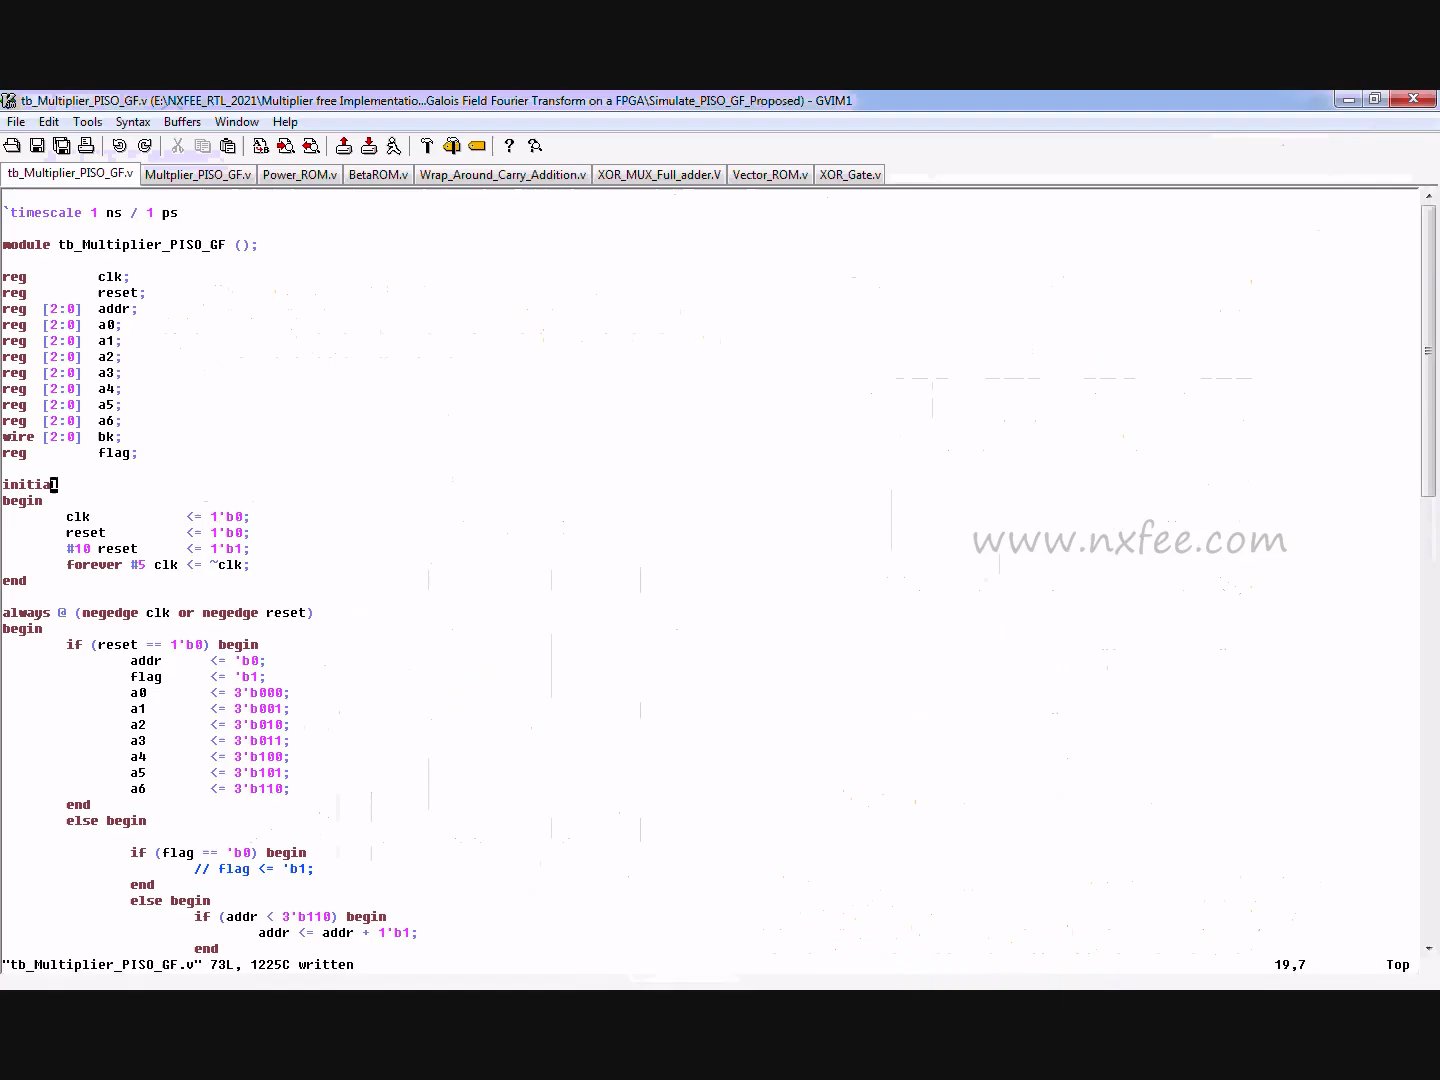 tb_Multiplier_PISO_GF.v (E:\NXFEE_RTL_2021\Multiplier free Implementatio...Galois Field Fourier Transform on a FPGA\Simulate_PISO_GF_Proposed) - GVIM1
File Edit Tools Syntax Buffers Window Help
tb_Multiplier_PISO_GF.v Multplier_PISO_GF.v Power_ROM.v BetaROM.v Wrap_Around_Carry_Addition.v XOR_MUX_Full_adder.V Vector_ROM.v XOR_Gate.v
`timescale 1 ns / 1 ps
module tb_Multiplier_PISO_GF ();
reg clk;
reg reset;
reg [2:0] addr;
reg [2:0] a0;
reg [2:0] a1;
reg [2:0] a2;
reg [2:0] a3;
reg [2:0] a4;
reg [2:0] a5;
reg [2:0] a6;
wire [2:0] bk;
reg flag;
initial
begin
clk <= 1'b0;
reset <= 1'b0;
#10 reset <= 1'b1;
forever #5 clk <= ~clk;
end
always @ (negedge clk or negedge reset)
begin
if (reset == 1'b0) begin
addr <= 'b0;
flag <= 'b1;
a0 <= 3'b000;
a1 <= 3'b001;
a2 <= 3'b010;
a3 <= 3'b011;
a4 <= 3'b100;
a5 <= 3'b101;
a6 <= 3'b110;
end
else begin
if (flag == 'b0) begin
// flag <= 'b1;
end
else begin
if (addr < 3'b110) begin
addr <= addr + 1'b1;
end
"tb_Multiplier_PISO_GF.v" 73L, 1225C written 19,7 Top
www.nxfee.com